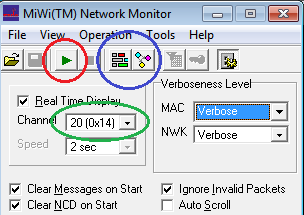 MiWi(TM) Network Monitor
File View Operation Tools Help
Real Time Display
Channel 20 (0x14)
Speed 2 sec
Verboseness Level
MAC Verbose
NWK Verbose
Clear Messages on Start
Ignore Invalid Packets
Clear NCD on Start
Auto Scroll